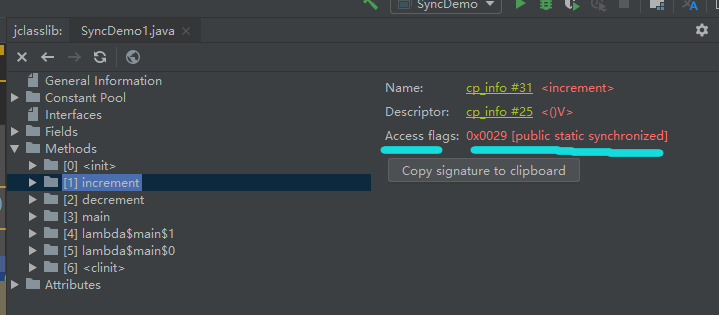 SyncDemo
jclasslib:
SyncDemo1.java
General Information
Constant Pool
Interfaces
Fields
Methods
[0] <init>
[1] increment
[2] decrement
[3] main
[4] lambda$main$1
[5] lambda$main$0
[6] <clinit>
Attributes
Name: cp_info #31 <increment>
Descriptor: cp_info #25 <()V>
Access flags: 0x0029 [public static synchronized]
Copy signature to clipboard